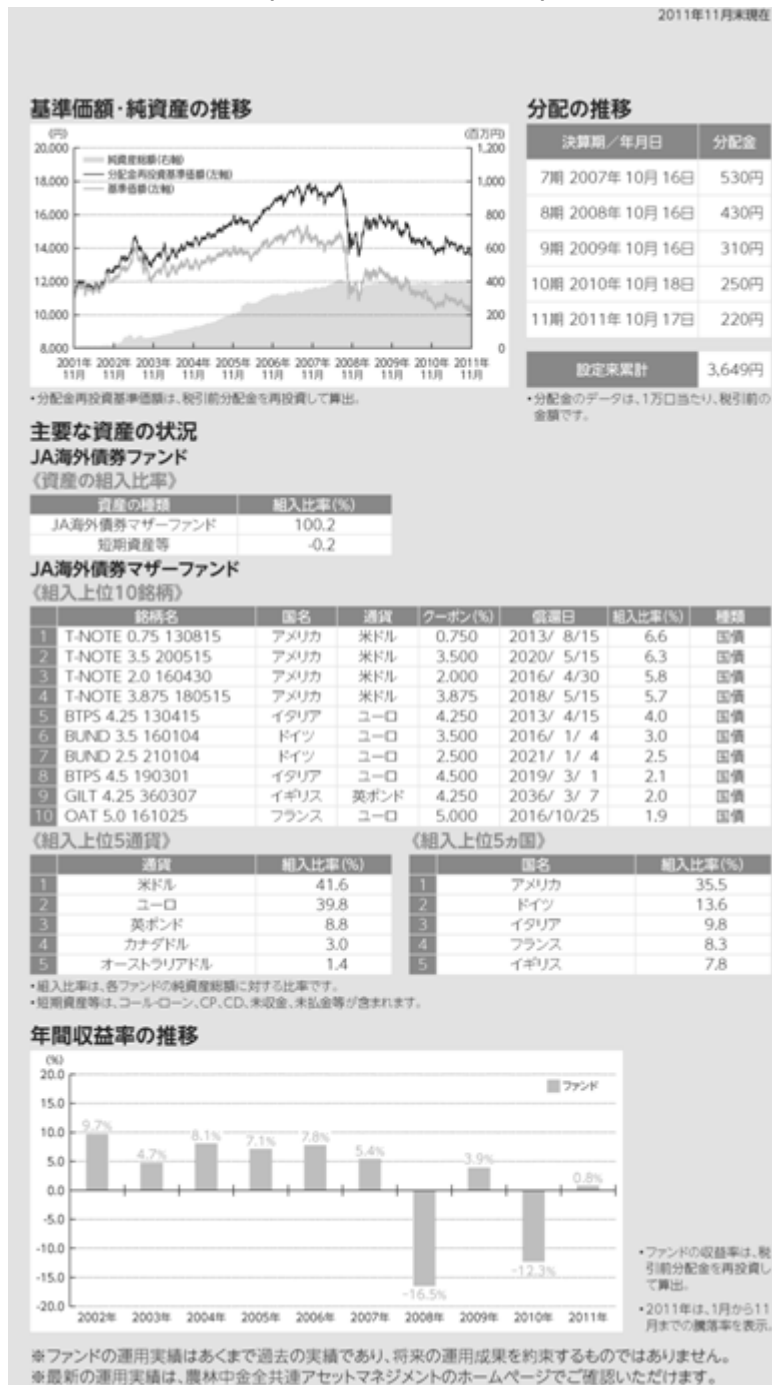 2011年11月末現在
基準価額・純資産の推移
(円)
(百万円)
20,000
18,000
16,000
14,000
12,000
10,000
8,000
1,200
1,000
800
600
400
200
0
純資産総額(右軸)
分配金再投資基準価額(左軸)
基準価額(左軸)
2001年 2002年 2003年 2004年 2005年 2006年 2007年 2008年 2009年 2010年 2011年
11月 11月 11月 11月 11月 11月 11月 11月 11月 11月 11月
・分配金再投資基準価額は、税引前分配金を再投資して算出。
分配の推移
決算期／年月日 分配金
7期 2007年 10月 16日 530円
8期 2008年 10月 16日 430円
9期 2009年 10月 16日 310円
10期 2010年 10月 18日 250円
11期 2011年 10月 17日 220円
設定来累計 3,649円
・分配金のデータは、1万口当たり、税引前の
金額です。
主要な資産の状況
JA海外債券ファンド
《資産の組入比率》
資産の種類 組入比率(%)
JA海外債券マザーファンド 100.2
短期資産等 -0.2
JA海外債券マザーファンド
《組入上位10銘柄》
銘柄名 国名 通貨 クーポン(%) 償還日 組入比率(%) 種類
1 T-NOTE 0.75 130815 アメリカ 米ドル 0.750 2013/ 8/15 6.6 国債
2 T-NOTE 3.5 200515 アメリカ 米ドル 3.500 2020/ 5/15 6.3 国債
3 T-NOTE 2.0 160430 アメリカ 米ドル 2.000 2016/ 4/30 5.8 国債
4 T-NOTE 3.875 180515 アメリカ 米ドル 3.875 2018/ 5/15 5.7 国債
5 BTPS 4.25 130415 イタリア ユーロ 4.250 2013/ 4/15 4.0 国債
6 BUND 3.5 160104 ドイツ ユーロ 3.500 2016/ 1/ 4 3.0 国債
7 BUND 2.5 210104 ドイツ ユーロ 2.500 2021/ 1/ 4 2.5 国債
8 BTPS 4.5 190301 イタリア ユーロ 4.500 2019/ 3/ 1 2.1 国債
9 GILT 4.25 360307 イギリス 英ポンド 4.250 2036/ 3/ 7 2.0 国債
10 OAT 5.0 161025 フランス ユーロ 5.000 2016/10/25 1.9 国債
《組入上位5通貨》
通貨 組入比率(%)
1 米ドル 41.6
2 ユーロ 39.8
3 英ポンド 8.8
4 カナダドル 3.0
5 オーストラリアドル 1.4
《組入上位5ヵ国》
国名 組入比率(%)
1 アメリカ 35.5
2 ドイツ 13.6
3 イタリア 9.8
4 フランス 8.3
5 イギリス 7.8
・組入比率は、各ファンドの純資産総額に対する比率です。
・短期資産等は、コール・ローン、CP、CD、未収金、未払金等が含まれます。
年間収益率の推移
(%)
20.0
15.0
10.0
5.0
0.0
-5.0
-10.0
-15.0
-20.0
ファンド
9.7% 4.7% 8.1% 7.1% 7.8% 5.4% -16.5% 3.9% -12.3% 0.8%
2002年 2003年 2004年 2005年 2006年 2007年 2008年 2009年 2010年 2011年
・ファンドの収益率は、税
引前分配金を再投資し
て算出。
・2011年は、1月から11
月までの騰落率を表示。
※ファンドの運用実績はあくまで過去の実績であり、将来の運用成果を約束するものではありません。
※最新の運用実績は、農林中金全共連アセットマネジメントのホームページでご確認いただけます。